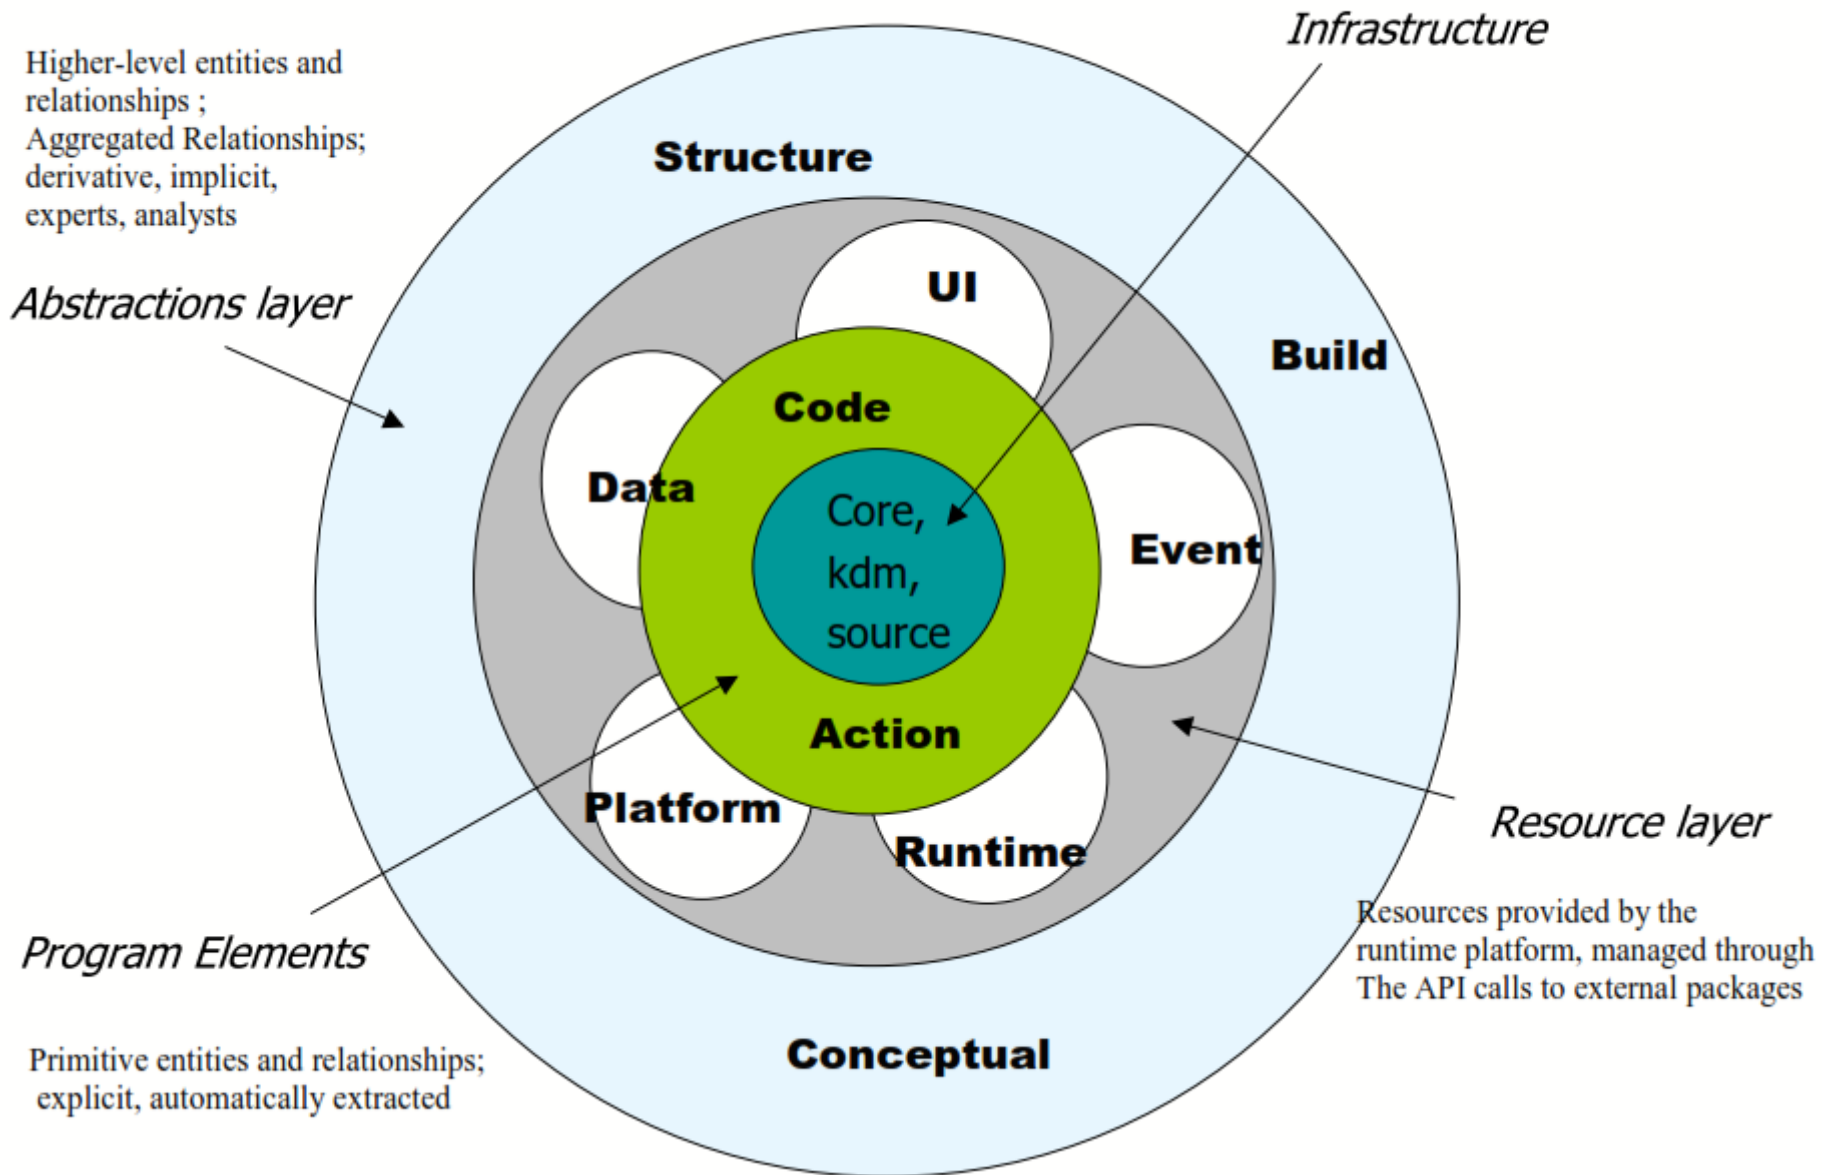 Infrastructure
Higher-level entities and
relationships ;
Aggregated Relationships;
derivative, implicit,
experts, analysts
Structure
UI
Abstractions layer
Build
Code
Data
Core,
kdm,
source
Event
Action
Platform
Runtime
Resource layer
Resources provided by the
runtime platform, managed through
The API calls to external packages
Program Elements
Primitive entities and relationships;
explicit, automatically extracted
Conceptual